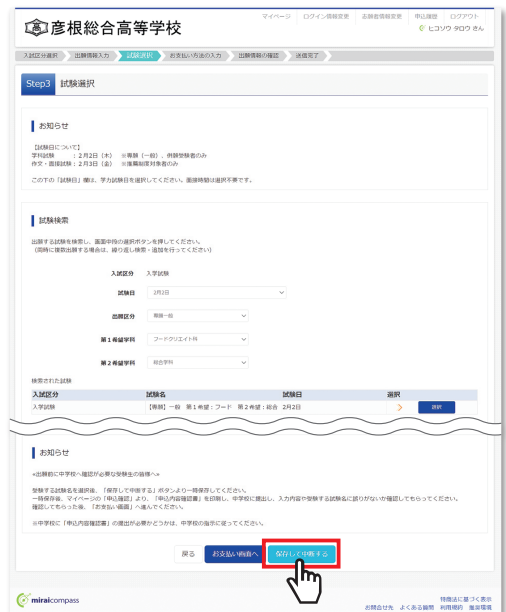 マイページ | ログイン情報変更 | 志願者情報変更 | 申込履歴 | ログアウト
彦根総合高等学校
ヒコソウ タロウ さん
入試区分選択 出願情報入力 試験選択 お支払い方法の入力 出願情報の確認 送信完了
Step3 試験選択
お知らせ
【試験日について】
学科試験 : 2月2日(木) ※専願(一般)、併願受験者のみ
作文・面接試験:2月3日(金) ※推薦制度対象者のみ
この下の「試験日」欄は、学力試験日を選択してください。面接時間は選択不要です。
試験検索
出願する試験を検索し、画面中段の選択ボタンを押してください。
(同時に複数出願する場合は、繰り返し検索・追加を行ってください)
入試区分 入学試験
試験日 2月2日
出願区分 専願一般
第1希望学科 フードクリエイト科
第2希望学科 総合学科
検索された試験
入試区分 試験名 試験日 選択
入学試験 【専願】一般 第1希望:フード 第2希望:総合 2月2日 選択
お知らせ
<出願前に中学校へ確認が必要な受験生の皆様へ>
受験する試験名を選択後、「保存して中断する」ボタンより一時保存してください。
一時保存後、マイページの「申込確認」より、「申込内容確認書」を印刷し、中学校に提出し、入力内容や受験する試験名に誤りがないか確認してもらってください。
確認してもらった後、「お支払い画面」へ進んでください。
※中学校に「申込内容確認書」の提出が必要かどうかは、中学校の指示に従ってください。
戻る お支払い画面へ 保存して中断する
miraicompass
特商法に基づく表示
お問合せ先 よくある質問 利用規約 推奨環境